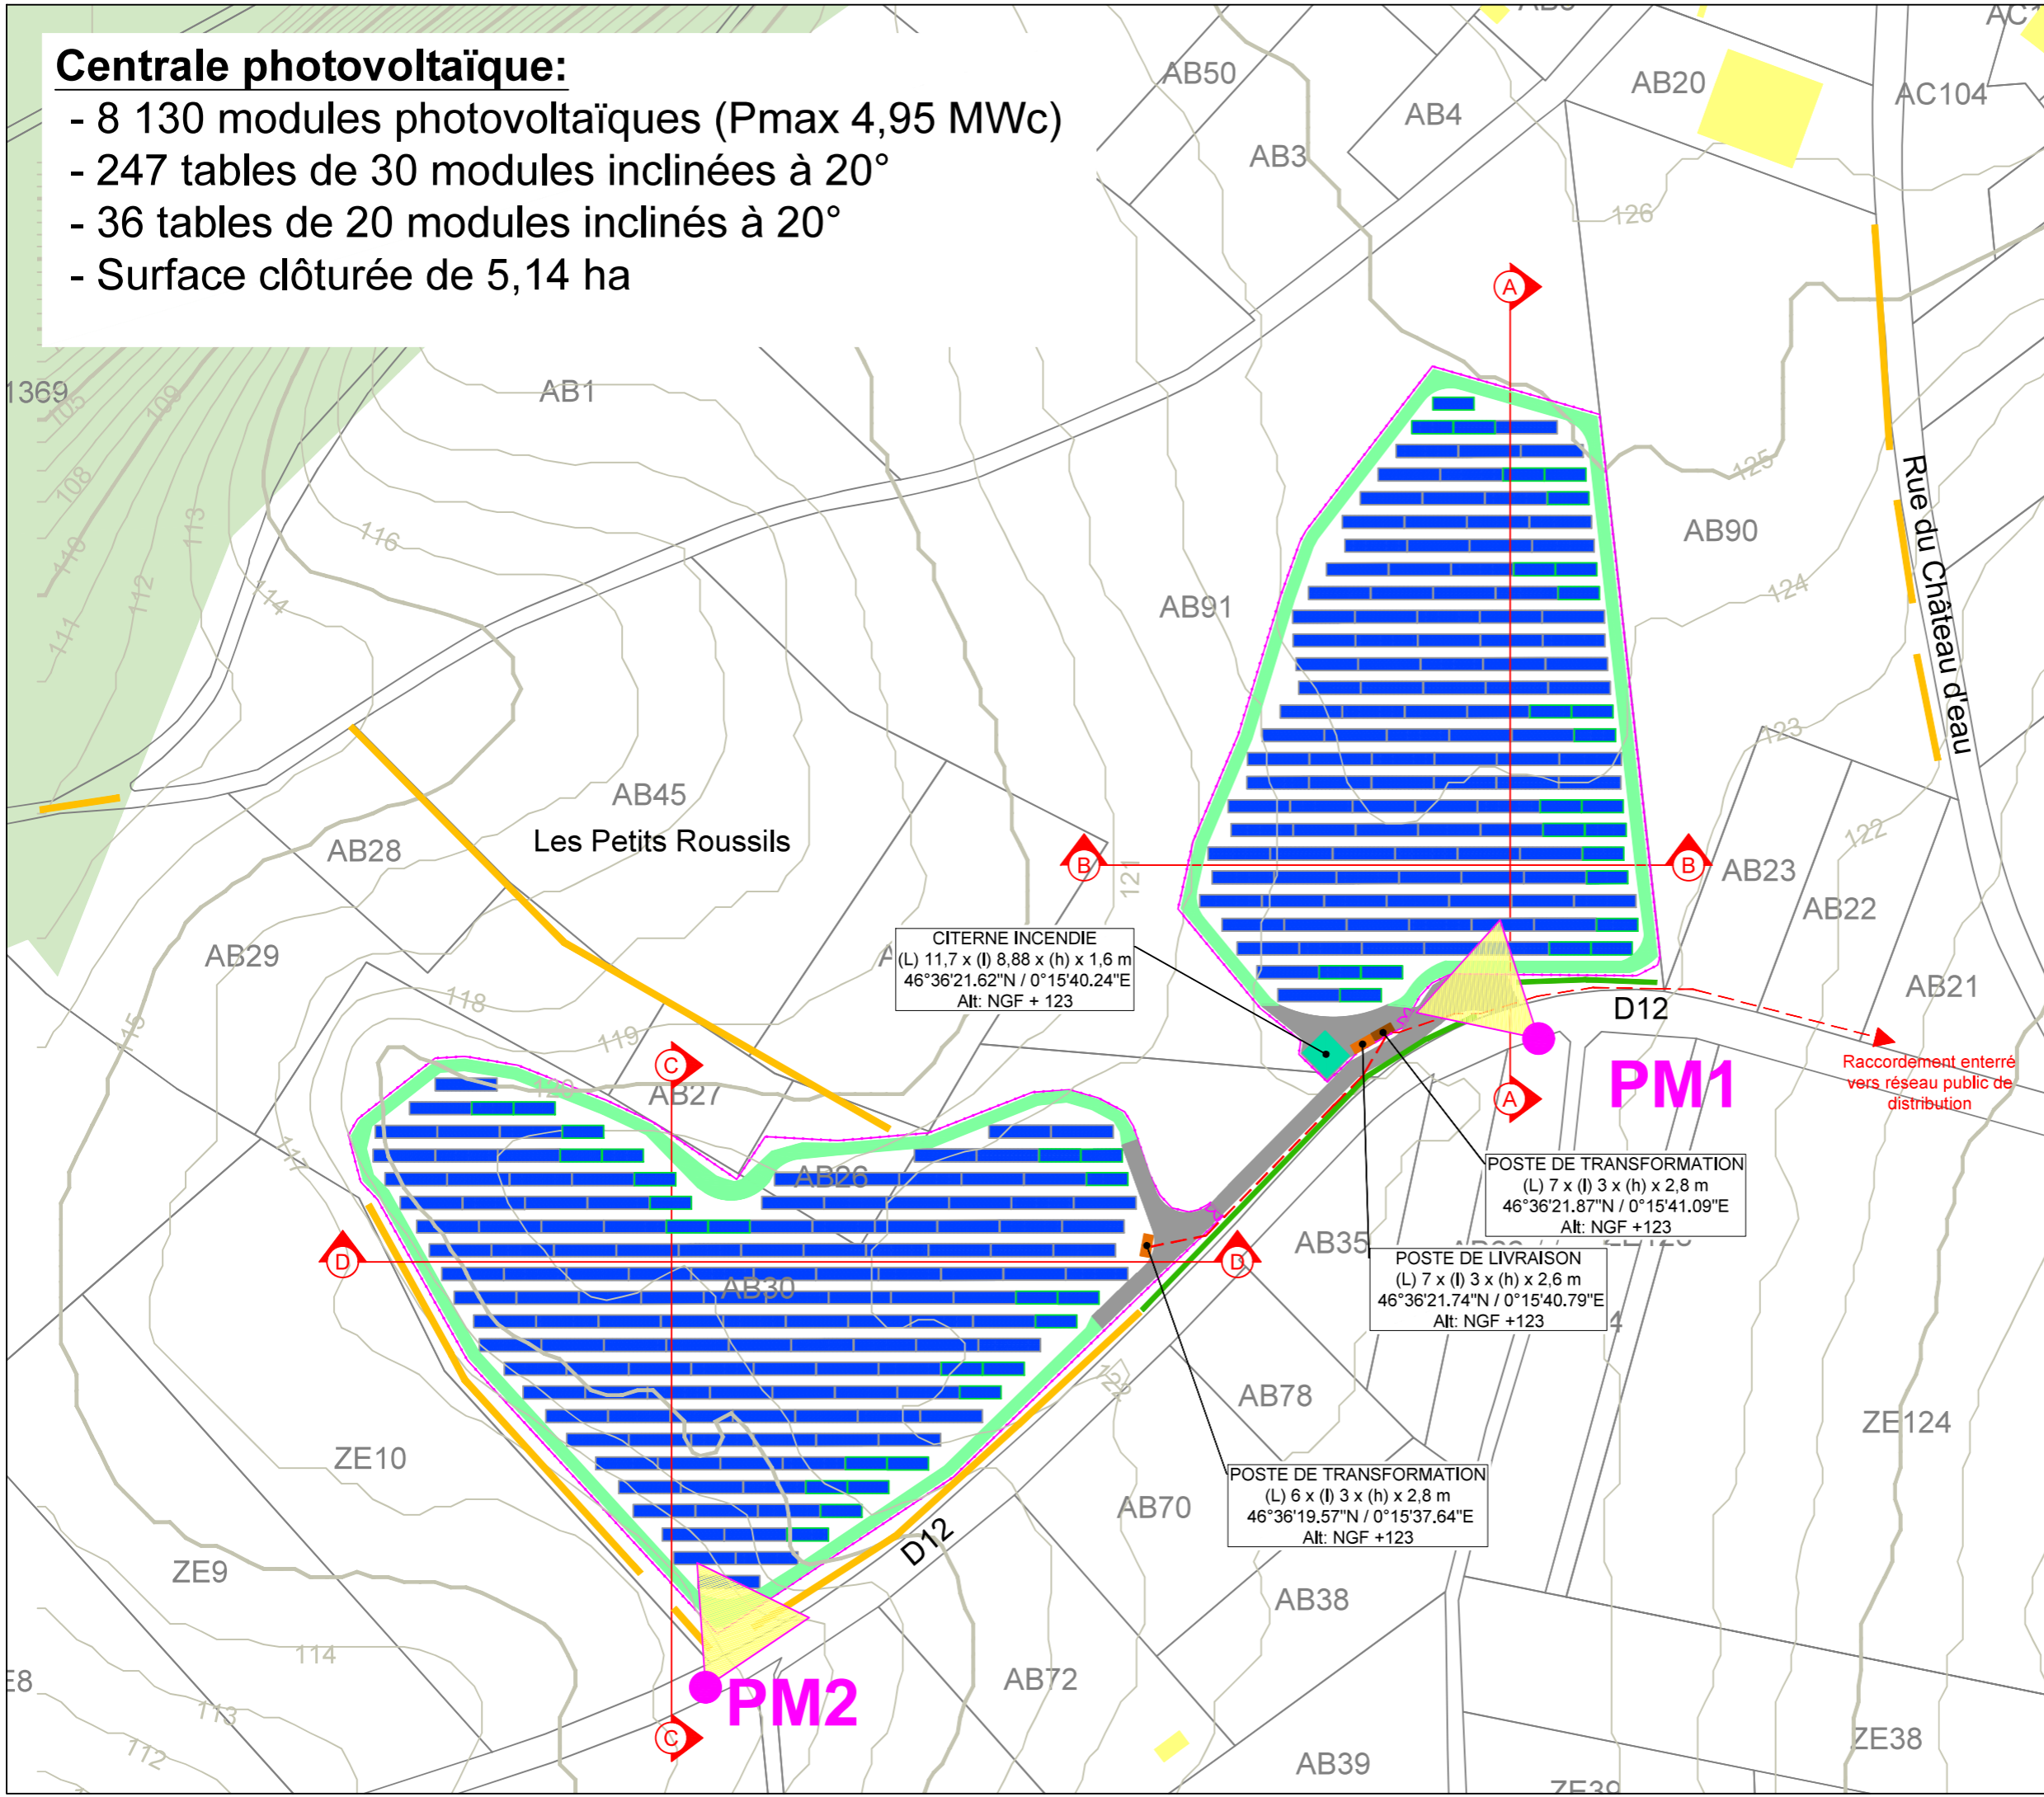 Centrale photovoltaïque:
- 8 130 modules photovoltaïques (Pmax 4,95 MWc)
- 247 tables de 30 modules inclinées à 20°
- 36 tables de 20 modules inclinés à 20°
- Surface clôturée de 5,14 ha
AB50
AB4
AB3
AB20
AC104
126
A
1369
105
109
AB1
108
113
110
116
112
114
111
125
AB90
124
AB91
Rue du Château d'eau
123
122
AB45
Les Petits Roussils
AB28
121
B
B
AB23
AB22
AB29
AB21
CITERNE INCENDIE
(L) 11,7 x (l) 8,88 x (h) x 1,6 m
46°36'21.62"N / 0°15'40.24"E
Alt: NGF + 123
118
119
115
D12
PM1
Raccordement enterré
vers réseau public de
distribution
C
120
AB27
A
117
AB26
POSTE DE TRANSFORMATION
(L) 7 x (l) 3 x (h) x 2,8 m
46°36'21.87"N / 0°15'41.09"E
Alt: NGF +123
D
D
AB35
AB30
POSTE DE LIVRAISON
(L) 7 x (l) 3 x (h) x 2,6 m
46°36'21.74"N / 0°15'40.79"E
Alt: NGF +123
AB78
ZE124
ZE10
POSTE DE TRANSFORMATION
(L) 6 x (l) 3 x (h) x 2,8 m
46°36'19.57"N / 0°15'37.64"E
Alt: NGF +123
AB70
D12
ZE9
AB38
114
AB72
PM2
113
112
C
AB39
ZE38
ZE39